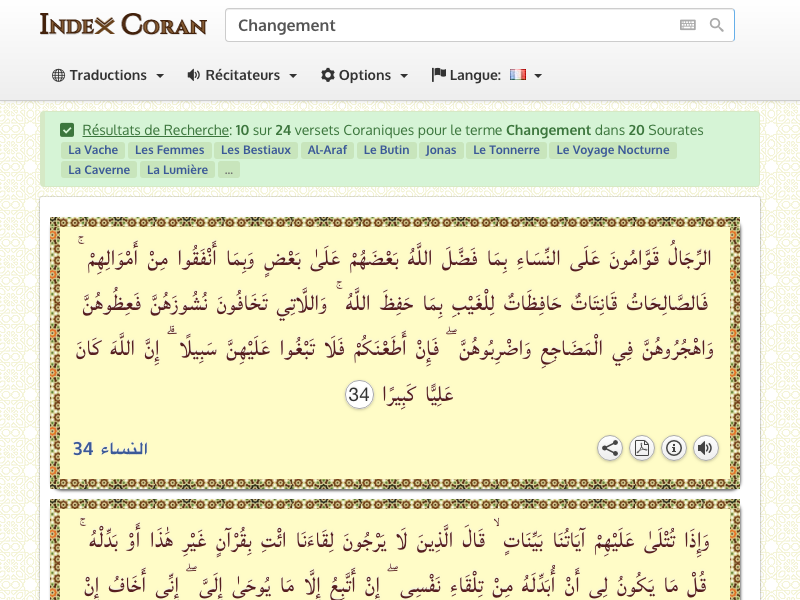 Index Coran
Changement
Traductions Récitateurs Options Langue:
Résultats de Recherche: 10 sur 24 versets Coraniques pour le terme Changement dans 20 Sourates
La Vache Les Femmes Les Bestiaux Al-Araf Le Butin Jonas Le Tonnerre Le Voyage Nocturne
La Caverne La Lumière ...
الرِّجَالُ قَوَّامُونَ عَلَى النِّسَاءِ بِمَا فَضَّلَ اللَّهُ بَعْضَهُمْ عَلَىٰ بَعْضٍ وَبِمَا أَنْفَقُوا مِنْ أَمْوَالِهِمْ ۚ
فَالصَّالِحَاتُ قَانِتَاتٌ حَافِظَاتٌ لِلْغَيْبِ بِمَا حَفِظَ اللَّهُ ۚ وَاللَّاتِي تَخَافُونَ نُشُوزَهُنَّ فَعِظُوهُنَّ
وَاهْجُرُوهُنَّ فِي الْمَضَاجِعِ وَاضْرِبُوهُنَّ ۖ فَإِنْ أَطَعْنَكُمْ فَلَا تَبْغُوا عَلَيْهِنَّ سَبِيلًا ۗ إِنَّ اللَّهَ كَانَ
عَلِيًّا كَبِيرًا 34
النساء 34
وَإِذَا تُتْلَىٰ عَلَيْهِمْ آيَاتُنَا بَيِّنَاتٍ ۙ قَالَ الَّذِينَ لَا يَرْجُونَ لِقَاءَنَا ائْتِ بِقُرْآنٍ غَيْرِ هَٰذَا أَوْ بَدِّلْهُ ۚ
قُلْ مَا يَكُونُ لِي أَنْ أُبَدِّلَهُ مِنْ تِلْقَاءِ نَفْسِي ۖ إِنْ أَتَّبِعُ إِلَّا مَا يُوحَىٰ إِلَيَّ ۖ إِنِّي أَخَافُ إِنْ